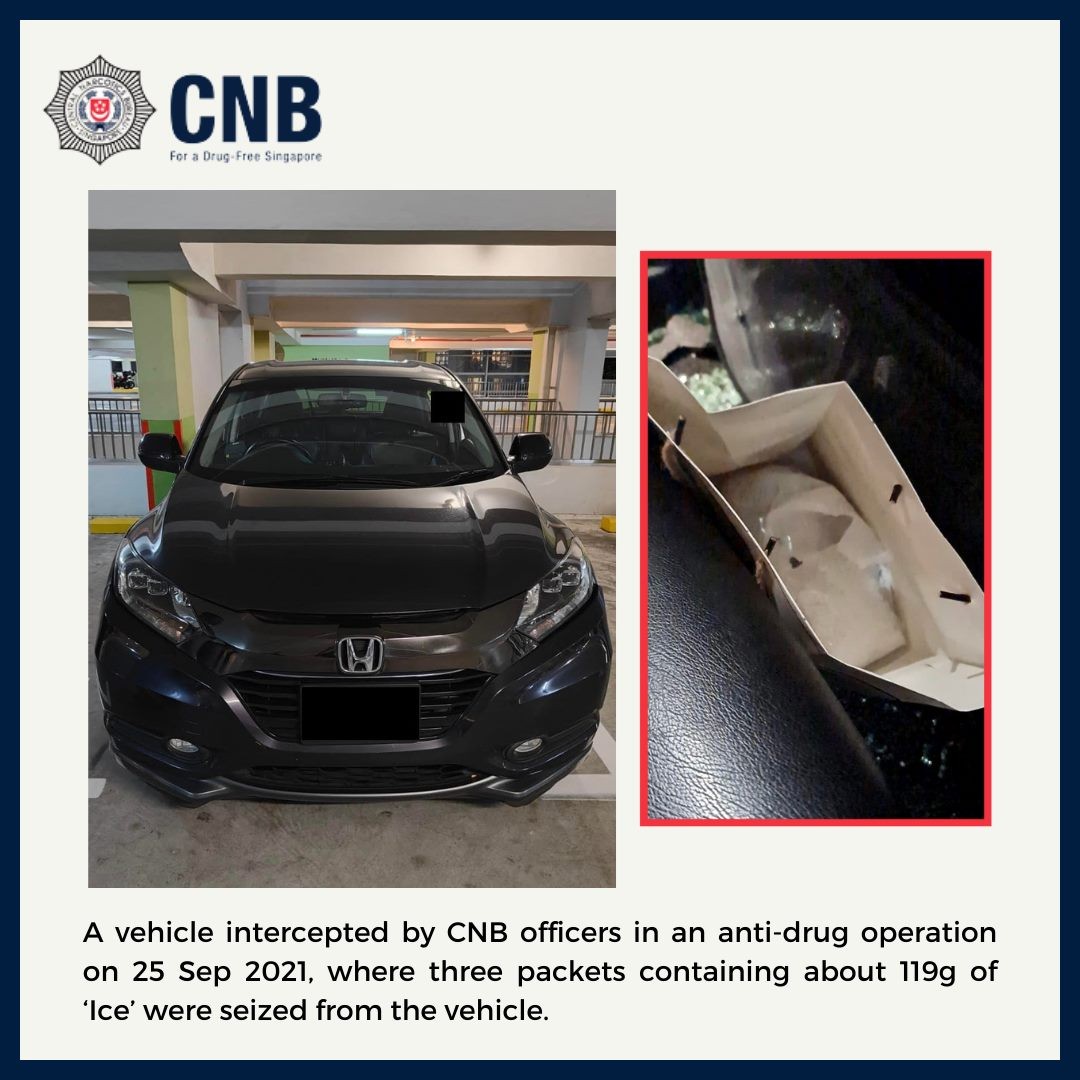 CENTRAL NARCOTICS BUREAU
SINGAPORE
CNB
For a Drug-Free Singapore
A vehicle intercepted by CNB officers in an anti-drug operation
on 25 Sep 2021, where three packets containing about 119g of
‘Ice’ were seized from the vehicle.